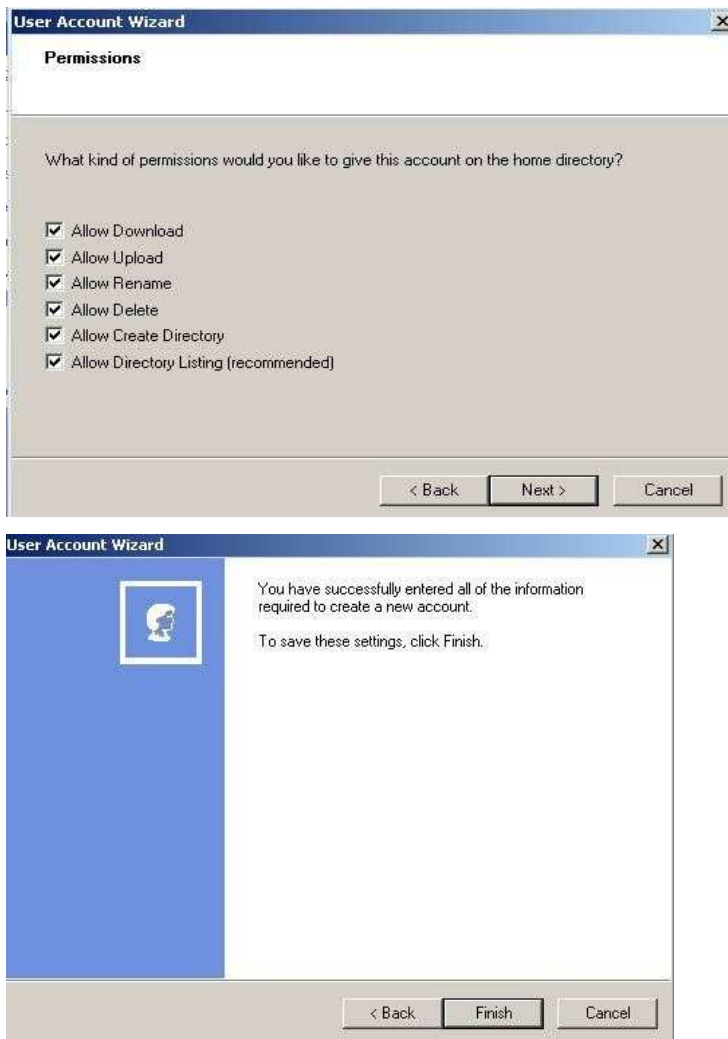 User Account Wizard
Permissions
What kind of permissions would you like to give this account on the home directory?
Allow Download
Allow Upload
Allow Rename
Allow Delete
Allow Create Directory
Allow Directory Listing (recommended)
< Back Next > Cancel
User Account Wizard
You have successfully entered all of the information
required to create a new account.
To save these settings, click Finish.
< Back Finish Cancel